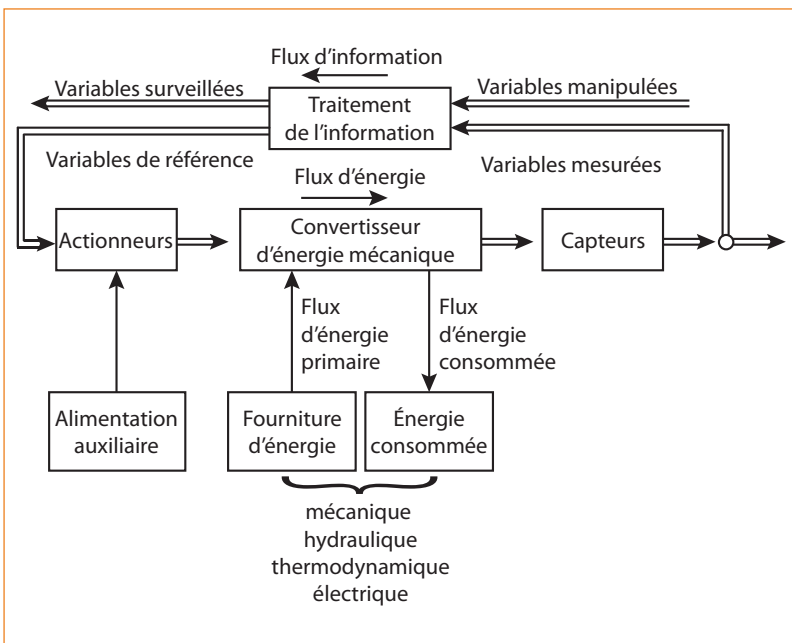 Flux d'information
Variables surveillées
Variables manipulées
Traitement
de l'information
Variables de référence
Variables mesurées
Flux d'énergie
Actionneurs
Convertisseur
d'énergie mécanique
Capteurs
Flux
d'énergie
primaire
Flux
d'énergie
consommée
Alimentation
auxiliaire
Fourniture
d'énergie
Énergie
consommée
mécanique
hydraulique
thermodynamique
électrique